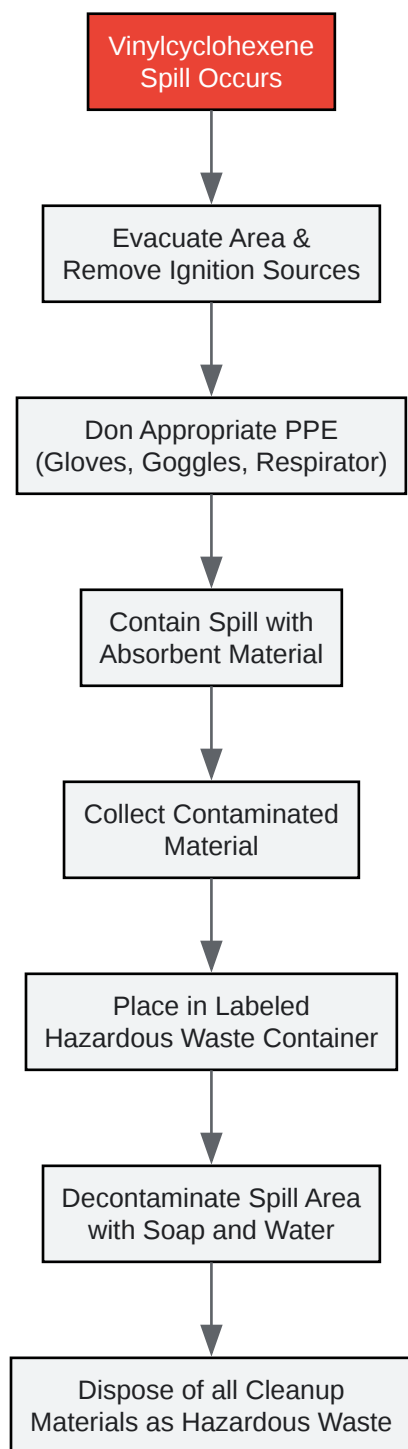 Vinylcyclohexene
Spill Occurs
Evacuate Area &
Remove Ignition Sources
Don Appropriate PPE
(Gloves, Goggles, Respirator)
Contain Spill with
Absorbent Material
Collect Contaminated
Material
Place in Labeled
Hazardous Waste Container
Decontaminate Spill Area
with Soap and Water
Dispose of all Cleanup
Materials as Hazardous Waste